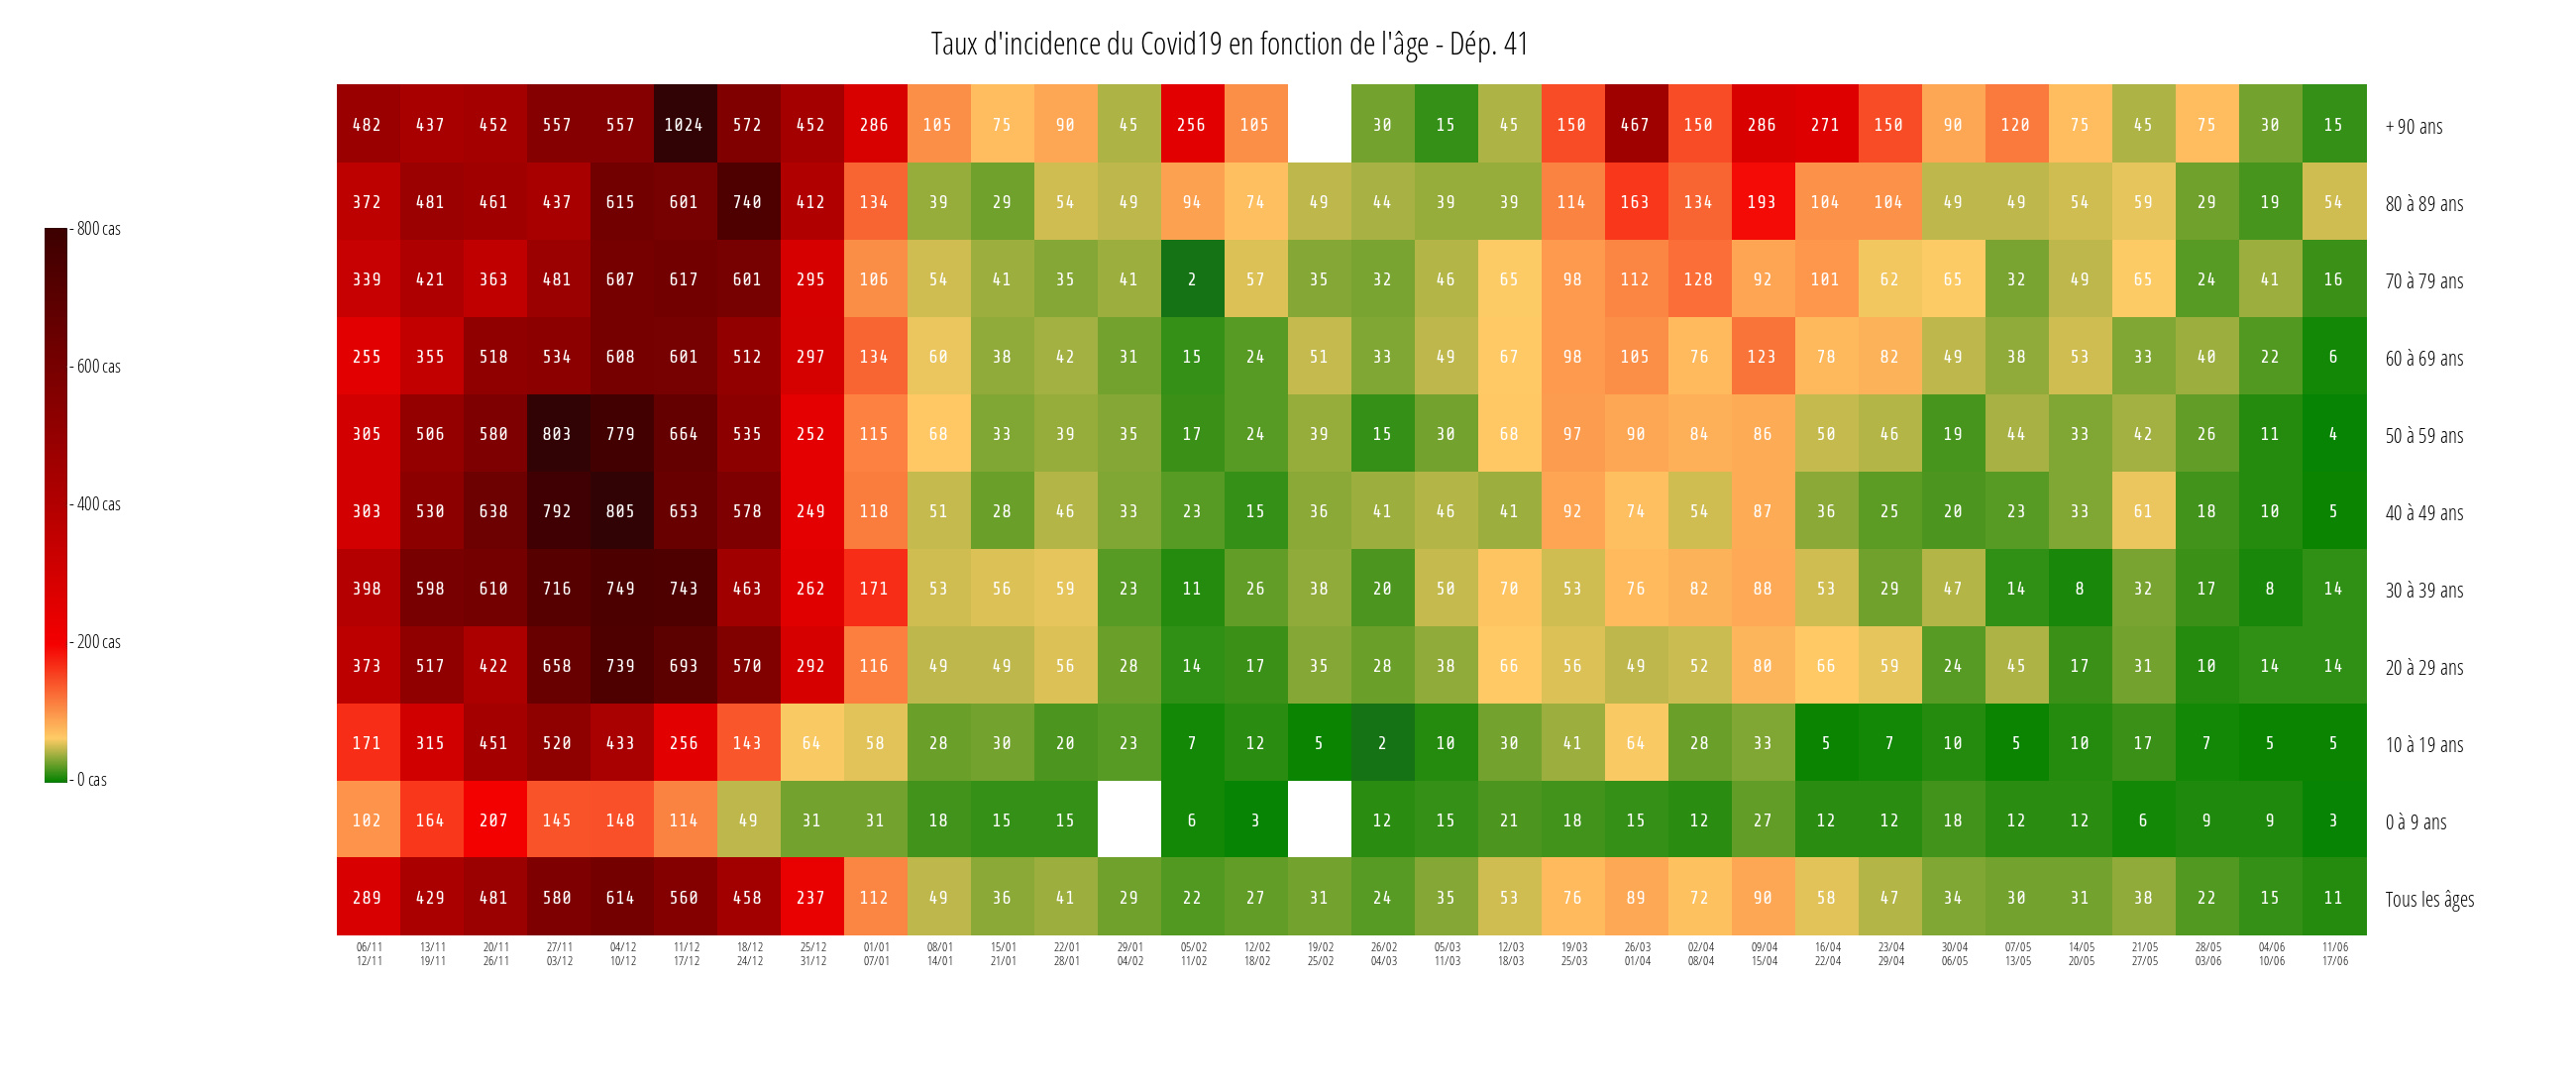 Taux d'incidence du Covid19 en fonction de l'âge - Dép. 41
- 800 cas
- 600 cas
- 400 cas
- 200 cas
- 0 cas
482 437 452 557 557 1024 572 452 286 105 75 90 45 256 105 30 15 45 150 467 150 286 271 150 90 120 75 45 75 30 15 + 90 ans
372 481 461 437 615 601 740 412 134 39 29 54 49 94 74 49 44 39 39 114 163 134 193 104 104 49 49 54 59 29 19 54 80 à 89 ans
339 421 363 481 607 617 601 295 106 54 41 35 41 2 57 35 32 46 65 98 112 128 92 101 62 65 32 49 65 24 41 16 70 à 79 ans
255 355 518 534 608 601 512 297 134 60 38 42 31 15 24 51 33 49 67 98 105 76 123 78 82 49 38 53 33 40 22 6 60 à 69 ans
305 506 580 803 779 664 535 252 115 68 33 39 35 17 24 39 15 30 68 97 90 84 86 50 46 19 44 33 42 26 11 4 50 à 59 ans
303 530 638 792 805 653 578 249 118 51 28 46 33 23 15 36 41 46 41 92 74 54 87 36 25 20 23 33 61 18 10 5 40 à 49 ans
398 598 610 716 749 743 463 262 171 53 56 59 23 11 26 38 20 50 70 53 76 82 88 53 29 47 14 8 32 17 8 14 30 à 39 ans
373 517 422 658 739 693 570 292 116 49 49 56 28 14 17 35 28 38 66 56 49 52 80 66 59 24 45 17 31 10 14 14 20 à 29 ans
171 315 451 520 433 256 143 64 58 28 30 20 23 7 12 5 2 10 30 41 64 28 33 5 7 10 5 10 17 7 5 5 10 à 19 ans
102 164 207 145 148 114 49 31 31 18 15 15 6 3 12 15 21 18 15 12 27 12 12 18 12 12 6 9 9 3 0 à 9 ans
289 429 481 580 614 560 458 237 112 49 36 41 29 22 27 31 24 35 53 76 89 72 90 58 47 34 30 31 38 22 15 11 Tous les âges
06/11 13/11 20/11 27/11 04/12 11/12 18/12 25/12 01/01 08/01 15/01 22/01 29/01 05/02 12/02 19/02 26/02 05/03 12/03 19/03 26/03 02/04 09/04 16/04 23/04 30/04 07/05 14/05 21/05 28/05 04/06 11/06
12/11 19/11 26/11 03/12 10/12 17/12 24/12 31/12 07/01 14/01 21/01 28/01 04/02 11/02 18/02 25/02 04/03 11/03 18/03 25/03 01/04 08/04 15/04 22/04 29/04 06/05 13/05 20/05 27/05 03/06 10/06 17/06